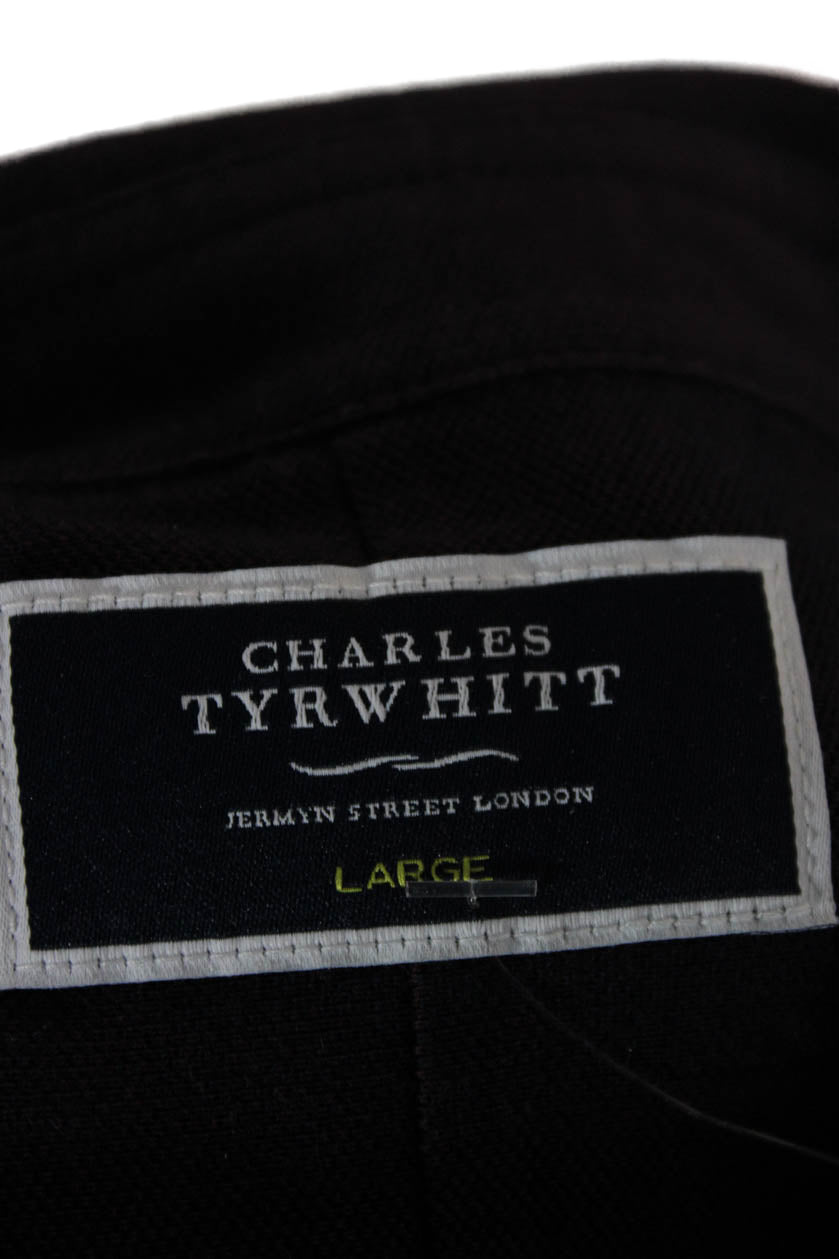 CHARLES
TYRWHITT
JERMYN STREET LONDON
LARGE